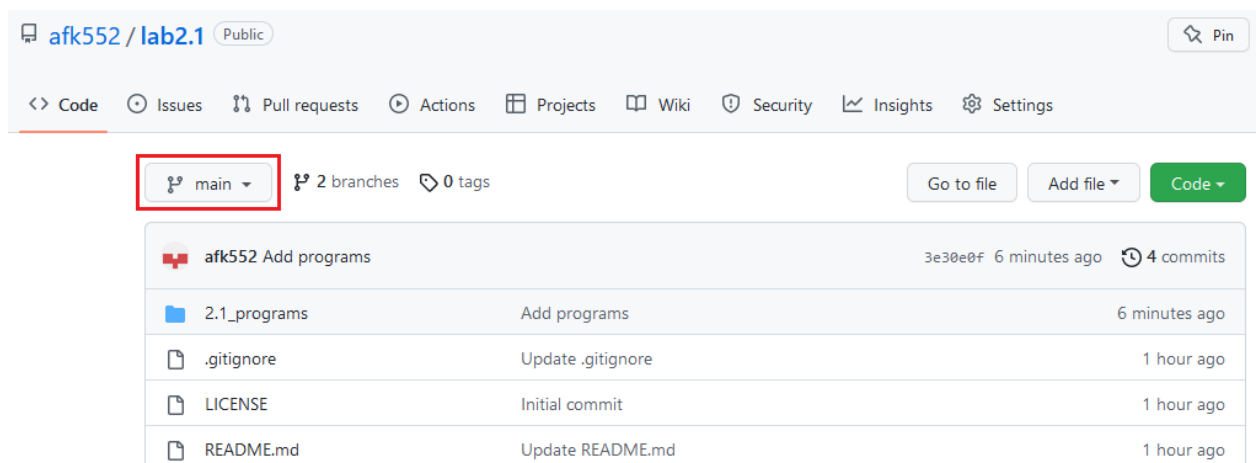 afk552 / lab2.1 Public Pin
Code Issues Pull requests Actions Projects Wiki Security Insights Settings
main 2 branches 0 tags Go to file Add file Code
afk552 Add programs 3e30e0f 6 minutes ago 4 commits
2.1_programs Add programs 6 minutes ago
.gitignore Update .gitignore 1 hour ago
LICENSE Initial commit 1 hour ago
README.md Update README.md 1 hour ago